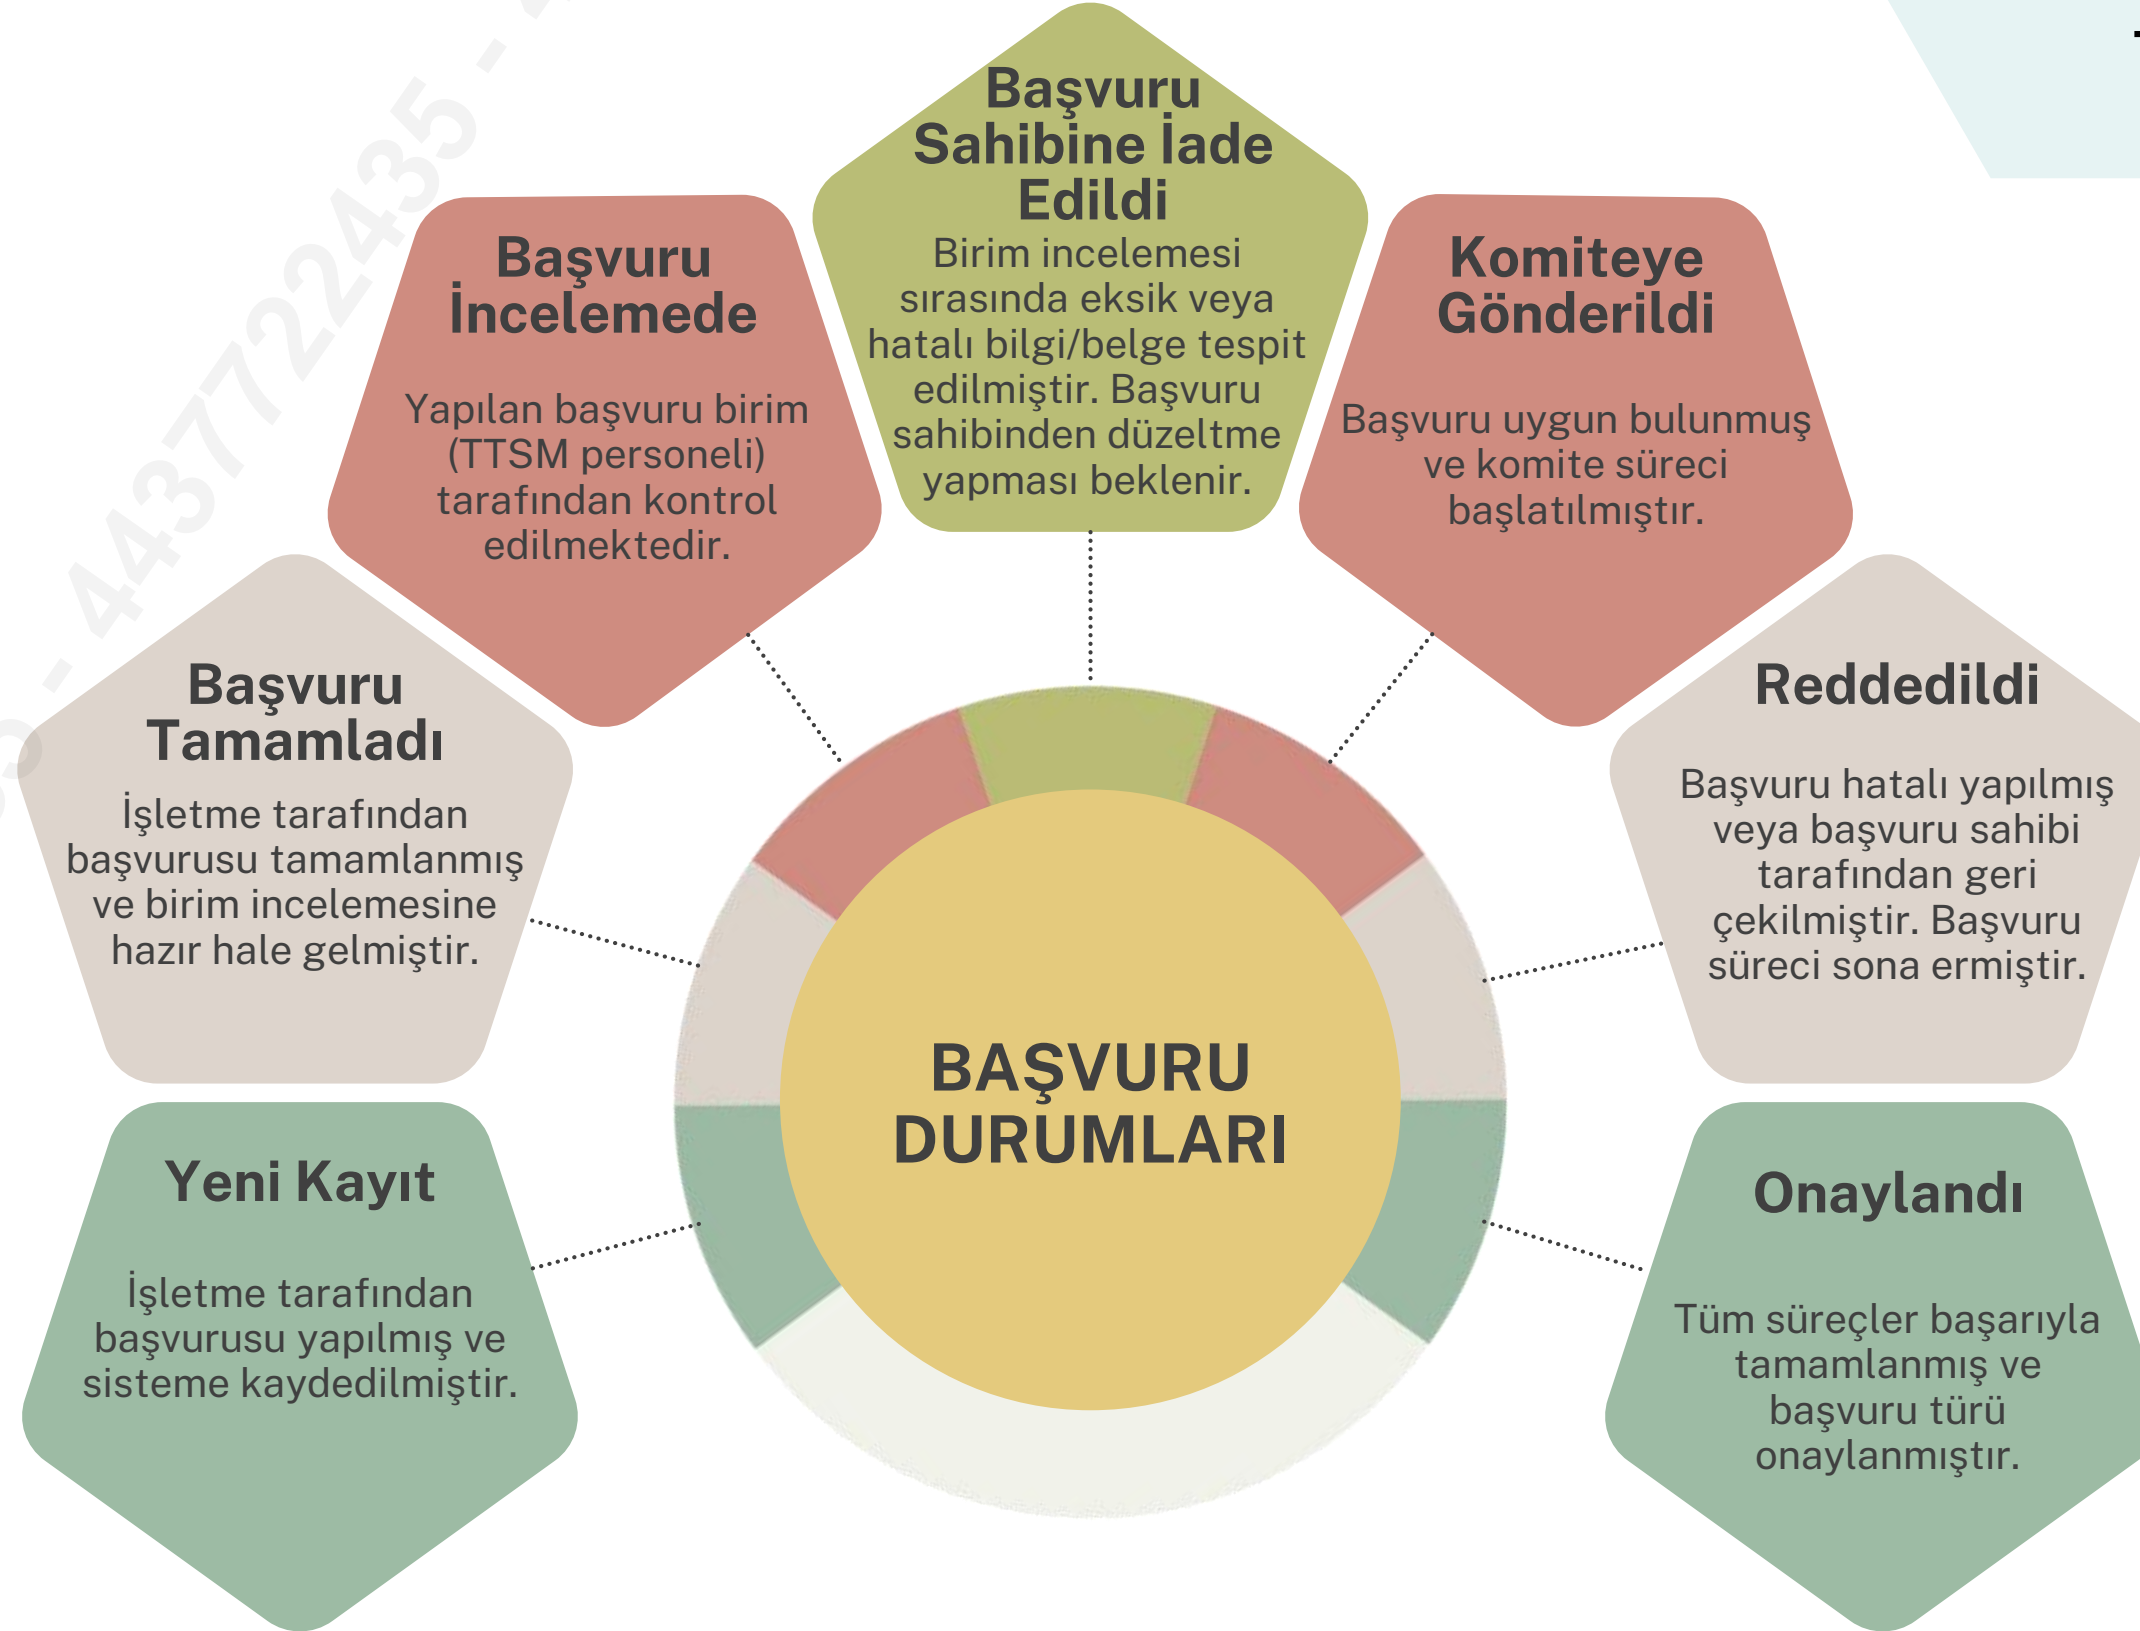 Başvuru
Sahibine İade
Edildi
Birim incelemesi
sırasında eksik veya
hatalı bilgi/belge tespit
edilmiştir. Başvuru
sahibinden düzeltme
yapması beklenir.
Başvuru
İncelemede
Yapılan başvuru birim
(TTSM personeli)
tarafından kontrol
edilmektedir.
Komiteye
Gönderildi
Başvuru uygun bulunmuş
ve komite süreci
başlatılmıştır.
Başvuru
Tamamladı
İşletme tarafından
başvurusu tamamlanmış
ve birim incelemesine
hazır hale gelmiştir.
Reddedildi
Başvuru hatalı yapılmış
veya başvuru sahibi
tarafından geri
çekilmiştir. Başvuru
süreci sona ermiştir.
BAŞVURU
DURUMLARI
Yeni Kayıt
İşletme tarafından
başvurusu yapılmış ve
sisteme kaydedilmiştir.
Onaylandı
Tüm süreçler başarıyla
tamamlanmış ve
başvuru türü
onaylanmıştır.
- 4437722435 -